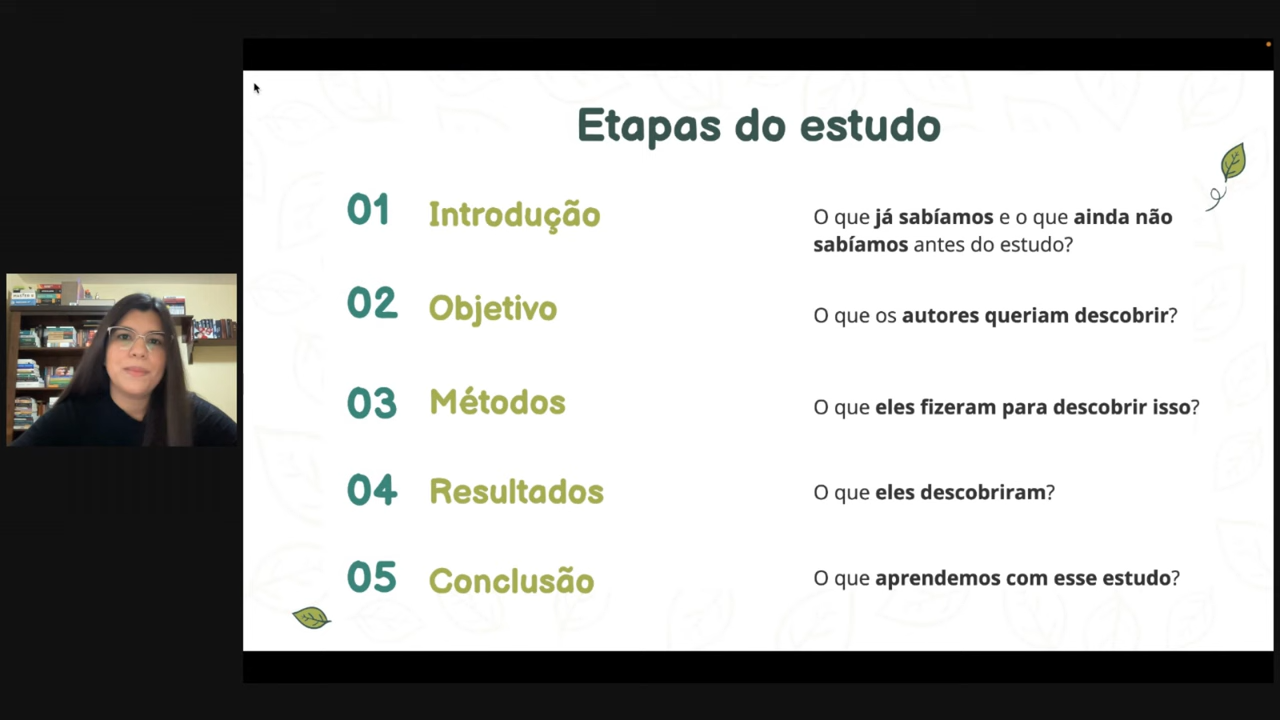 Etapas do estudo
01 Introdução
O que já sabíamos e o que ainda não
sabíamos antes do estudo?
02 Objetivo
O que os autores queriam descobrir?
03 Métodos
O que eles fizeram para descobrir isso?
04 Resultados
O que eles descobriram?
05 Conclusão
O que aprendemos com esse estudo?